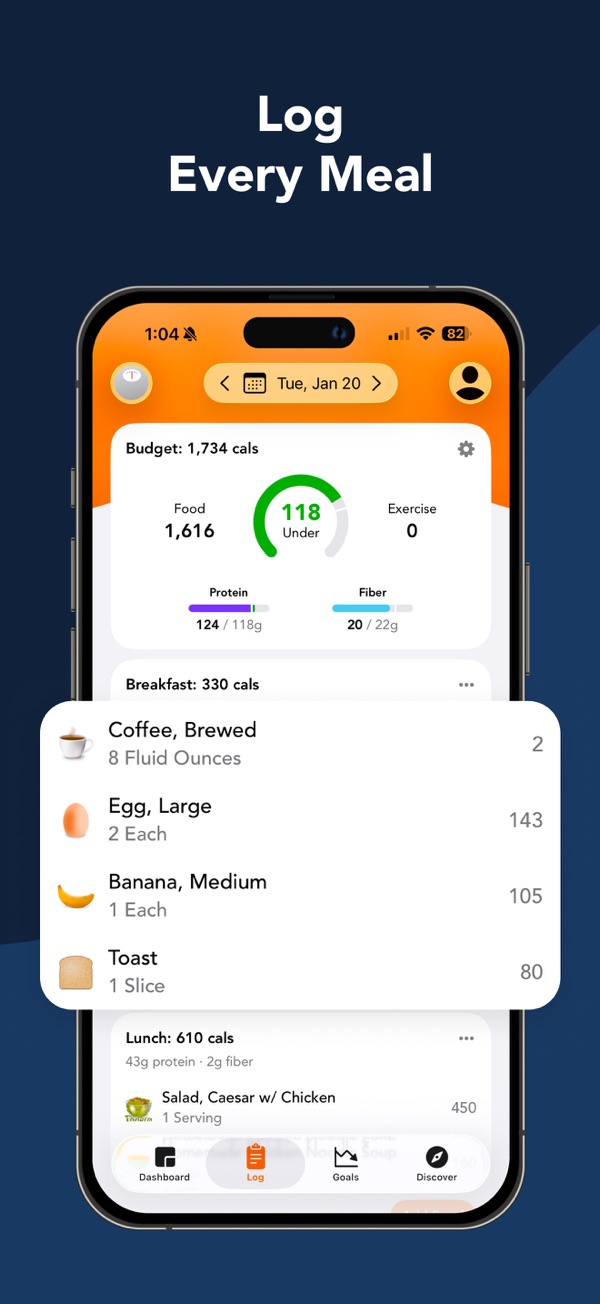 Log
Every Meal
1:04
82
Tue, Jan 20
Budget: 1,734 cals
Food
1,616
118
Under
Exercise
0
Protein
124 / 118g
Fiber
20 / 22g
Breakfast: 330 cals
Coffee, Brewed
8 Fluid Ounces
2
Egg, Large
2 Each
143
Banana, Medium
1 Each
105
Toast
1 Slice
80
Lunch: 610 cals
43g protein · 2g fiber
Salad, Caesar w/ Chicken
1 Serving
450
Dashboard
Log
Goals
Discover